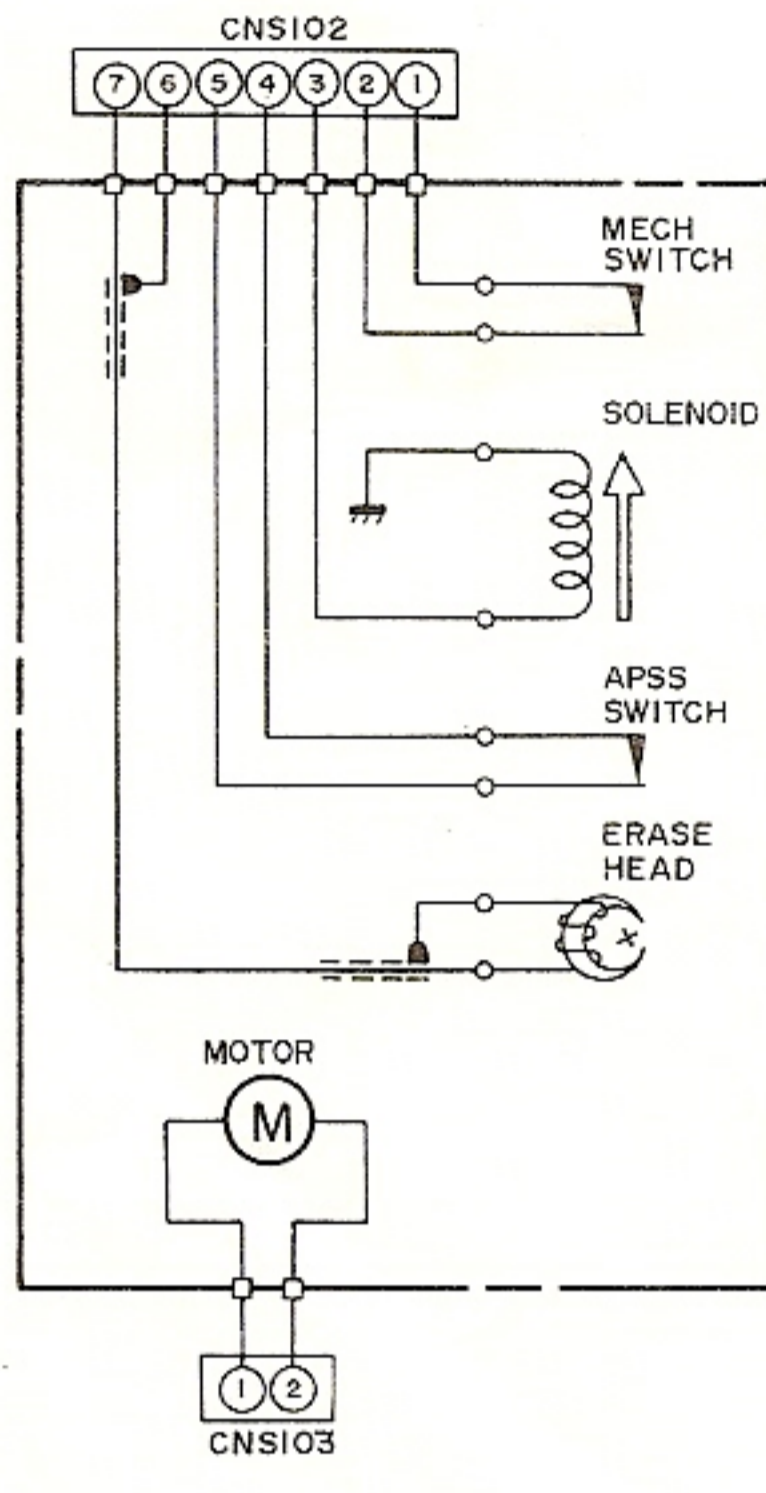 CNS102
7 6 5 4 3 2 1
MECH
SWITCH
SOLENOID
APSS
SWITCH
ERASE
HEAD
MOTOR
M
1 2
CNS103